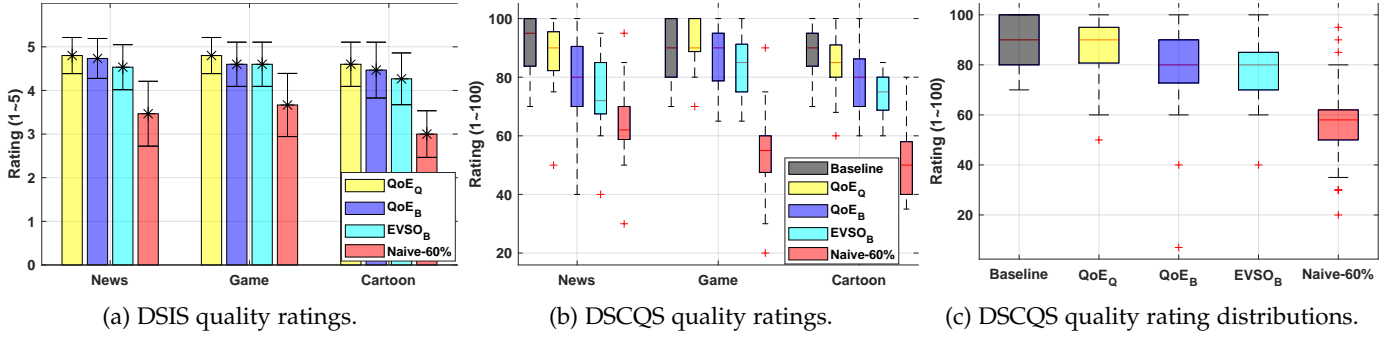 Rating (1~5)
5
4
3
2
1
0
News
Game
Cartoon
QoE_Q
QoE_B
EVSO_B
Naive-60%
(a) DSIS quality ratings.
Rating (1~100)
100
80
60
40
20
News
Game
Cartoon
Baseline
QoE_Q
QoE_B
EVSO_B
Naive-60%
(b) DSCQS quality ratings.
Rating (1~100)
100
80
60
40
20
Baseline
QoE_Q
QoE_B
EVSO_B
Naive-60%
(c) DSCQS quality rating distributions.